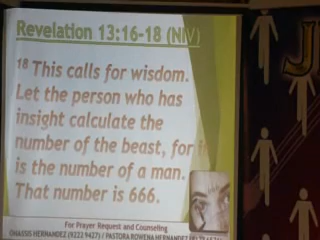 Revelation 13:16-18 (NIV)
18 This calls for wisdom.
Let the person who has
insight calculate the
number of the beast, for
is the number of a man.
That number is 666.
For Prayer Request and Counseling
J